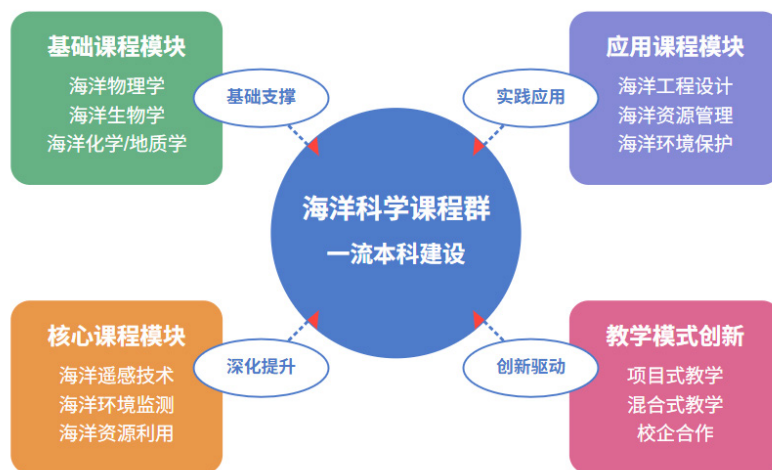 基础课程模块
海洋物理学
海洋生物学
海洋化学/地质学
基础支撑
实践应用
应用课程模块
海洋工程设计
海洋资源管理
海洋环境保护
海洋科学课程群
一流本科建设
核心课程模块
海洋遥感技术
海洋环境监测
海洋资源利用
深化提升
创新驱动
教学模式创新
项目式教学
混合式教学
校企合作